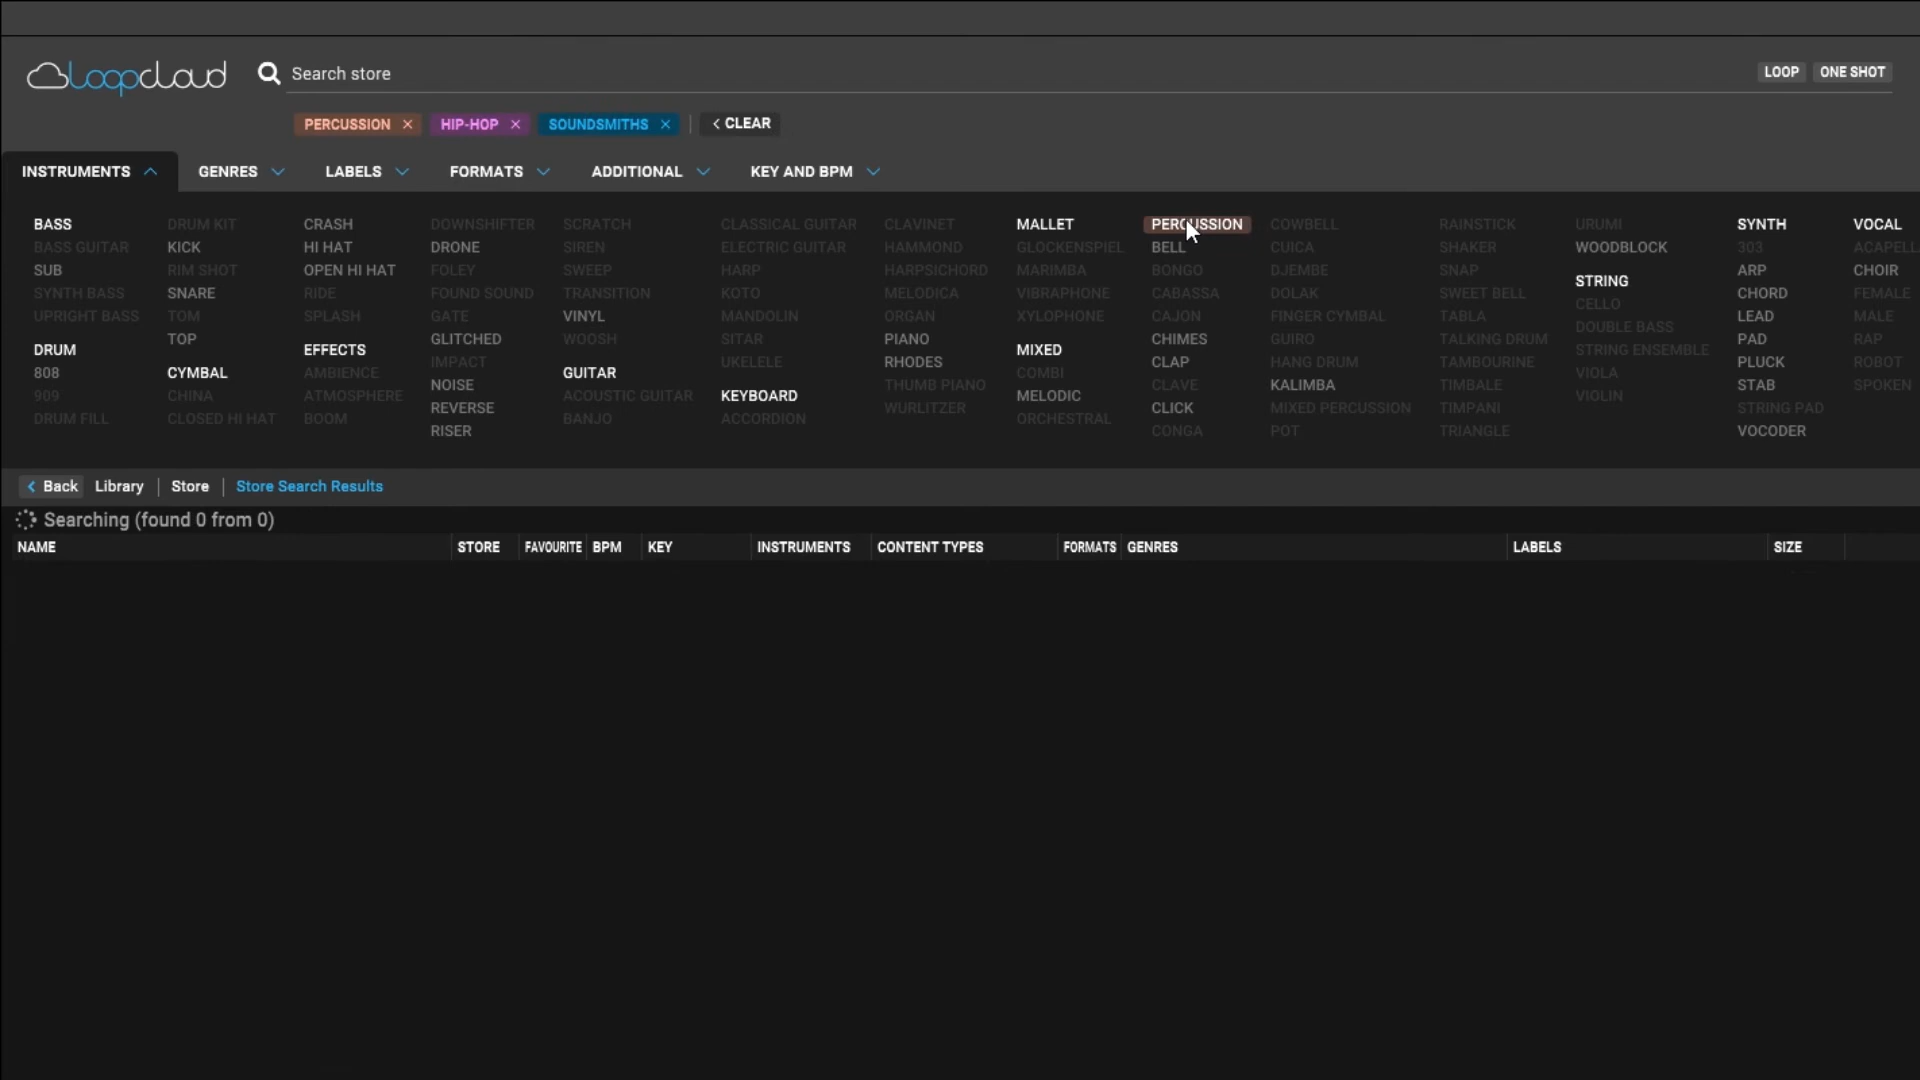 Loopcloud
Search store
LOOP
ONE SHOT
PERCUSSION ×
HIP-HOP ×
SOUNDSMITHS ×
< CLEAR
INSTRUMENTS
GENRES
LABELS
FORMATS
ADDITIONAL
KEY AND BPM
BASS
BASS GUITAR
SUB
SYNTH BASS
UPRIGHT BASS
DRUM
808
909
DRUM FILL
DRUM KIT
KICK
RIM SHOT
SNARE
TOM
TOP
CYMBAL
CHINA
CLOSED HI HAT
CRASH
HI HAT
OPEN HI HAT
RIDE
SPLASH
EFFECTS
AMBIENCE
ATMOSPHERE
BOOM
DOWNSHIFTER
DRONE
FOLEY
FOUND SOUND
GATE
GLITCHED
IMPACT
NOISE
REVERSE
RISER
SCRATCH
SIREN
SWEEP
TRANSITION
VINYL
WOOSH
GUITAR
ACOUSTIC GUITAR
BANJO
CLASSICAL GUITAR
ELECTRIC GUITAR
HARP
KOTO
MANDOLIN
SITAR
UKELELE
KEYBOARD
ACCORDION
CLAVINET
HAMMOND
HARPSICHORD
MELODICA
ORGAN
PIANO
RHODES
THUMB PIANO
WURLITZER
MALLET
GLOCKENSPIEL
MARIMBA
VIBRAPHONE
XYLOPHONE
MIXED
COMBI
MELODIC
ORCHESTRAL
PERCUSSION
BELL
BONGO
CABASSA
CAJON
CHIMES
CLAP
CLAVE
CLICK
CONGA
COWBELL
CUICA
DJEMBE
DOLAK
FINGER CYMBAL
GUIRO
HANG DRUM
KALIMBA
MIXED PERCUSSION
POT
RAINSTICK
SHAKER
SNAP
SWEET BELL
TABLA
TALKING DRUM
TAMBOURINE
TIMBALE
TIMPANI
TRIANGLE
URUMI
WOODBLOCK
STRING
CELLO
DOUBLE BASS
STRING ENSEMBLE
VIOLA
VIOLIN
SYNTH
303
ARP
CHORD
LEAD
PAD
PLUCK
STAB
STRING PAD
VOCODER
VOCAL
ACAPELL
CHOIR
FEMALE
MALE
RAP
ROBOT
SPOKEN
< Back
Library
Store
Store Search Results
Searching (found 0 from 0)
NAME
STORE
FAVOURITE
BPM
KEY
INSTRUMENTS
CONTENT TYPES
FORMATS
GENRES
LABELS
SIZE